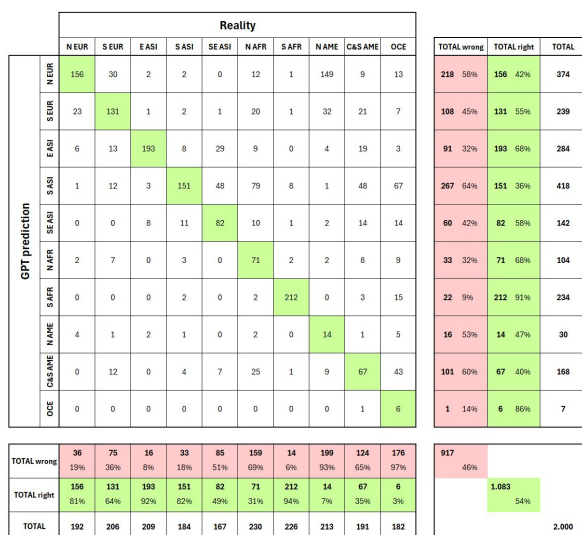 Reality
N EUR S EUR E ASI S ASI SE ASI N AFR S AFR N AME C&S AME OCE TOTAL wrong TOTAL right TOTAL
GPT prediction
N EUR 156 30 2 2 0 12 1 149 9 13 218 58% 156 42% 374
S EUR 23 131 1 2 1 20 1 32 21 7 108 45% 131 55% 239
E ASI 6 13 193 8 29 9 0 4 19 3 91 32% 193 68% 284
S ASI 1 12 3 151 48 79 8 1 48 67 267 64% 151 36% 418
SE ASI 0 0 8 11 82 10 1 2 14 14 60 42% 82 58% 142
N AFR 2 7 0 3 0 71 2 2 8 9 33 32% 71 68% 104
S AFR 0 0 0 2 0 2 212 0 3 15 22 9% 212 91% 234
N AME 4 1 2 1 0 2 0 14 1 5 16 53% 14 47% 30
C&S AME 0 12 0 4 7 25 1 9 67 43 101 60% 67 40% 168
OCE 0 0 0 0 0 0 0 0 1 6 1 14% 6 86% 7
TOTAL wrong 36 75 16 33 85 159 14 199 124 176 917
19% 36% 8% 18% 51% 69% 6% 93% 65% 97% 46%
TOTAL right 156 131 193 151 82 71 212 14 67 6 1.083
81% 64% 92% 82% 49% 31% 94% 7% 35% 3% 54%
TOTAL 192 206 209 184 167 230 226 213 191 182 2.000